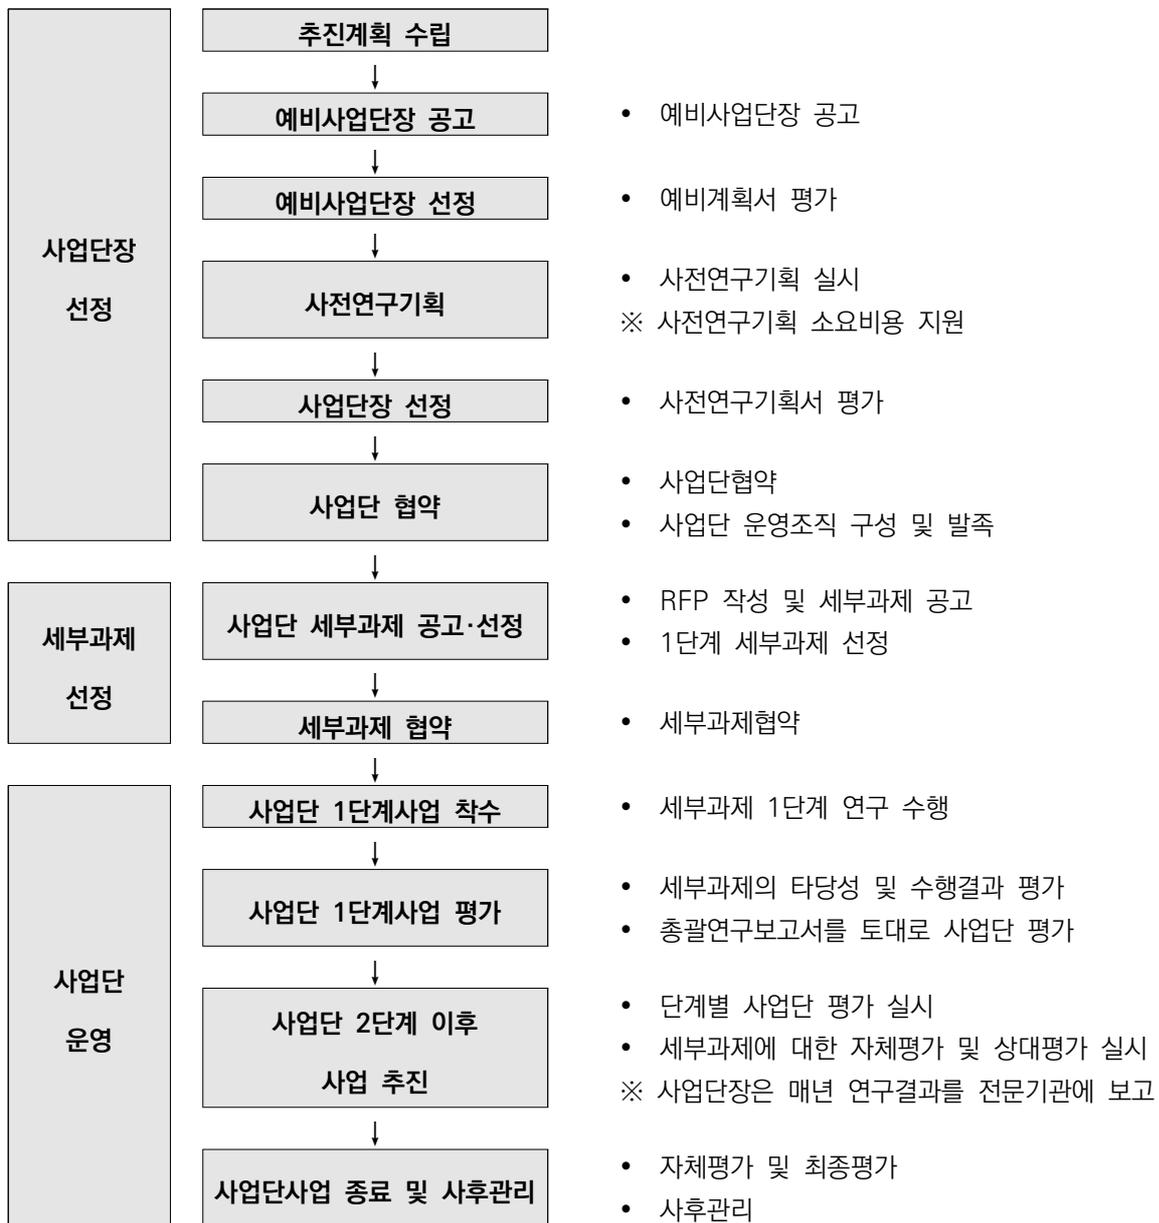 사업단장
선정
추진계획 수립
↓
예비사업단장 공고
• 예비사업단장 공고
↓
예비사업단장 선정
• 예비계획서 평가
↓
사전연구기획
• 사전연구기획 실시
※ 사전연구기획 소요비용 지원
↓
사업단장 선정
• 사전연구기획서 평가
↓
사업단 협약
• 사업단협약
• 사업단 운영조직 구성 및 발족
↓
세부과제
선정
사업단 세부과제 공고·선정
• RFP 작성 및 세부과제 공고
• 1단계 세부과제 선정
↓
세부과제 협약
• 세부과제협약
↓
사업단
운영
사업단 1단계사업 착수
• 세부과제 1단계 연구 수행
↓
사업단 1단계사업 평가
• 세부과제의 타당성 및 수행결과 평가
• 총괄연구보고서를 토대로 사업단 평가
↓
사업단 2단계 이후
사업 추진
• 단계별 사업단 평가 실시
• 세부과제에 대한 자체평가 및 상대평가 실시
※ 사업단장은 매년 연구결과를 전문기관에 보고
↓
사업단사업 종료 및 사후관리
• 자체평가 및 최종평가
• 사후관리